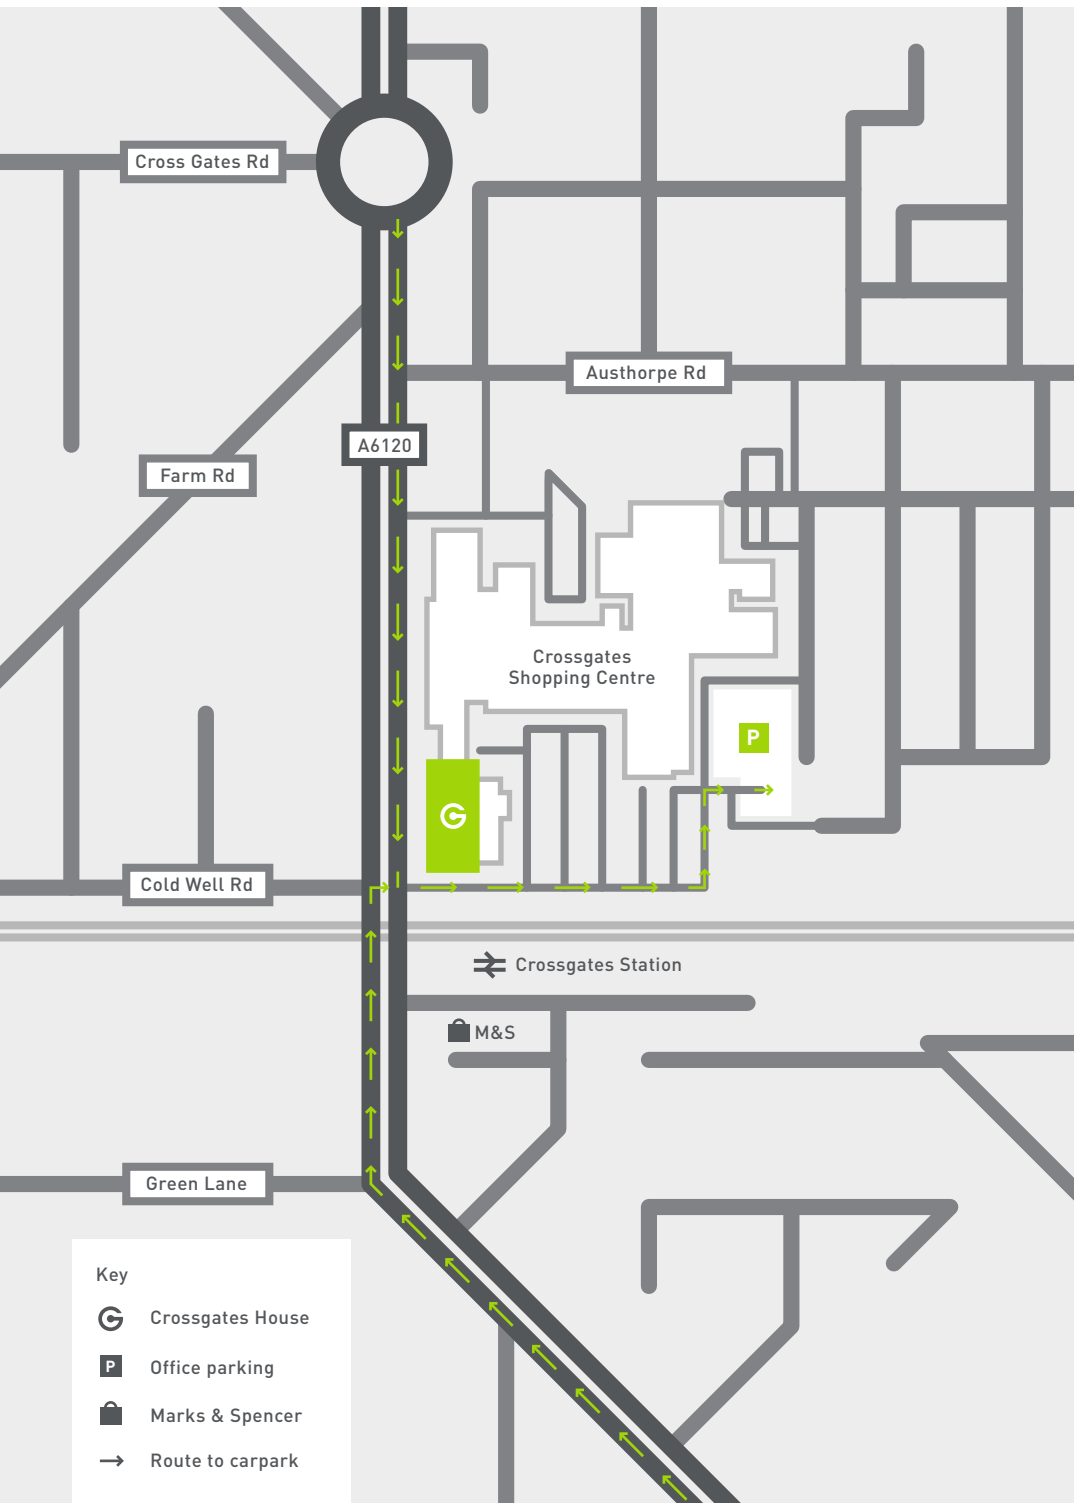 Cross Gates Rd
Austhorpe Rd
A6120
Farm Rd
Crossgates
Shopping Centre
P
G
Cold Well Rd
Crossgates Station
M&S
Green Lane
Key
G Crossgates House
P Office parking
Marks & Spencer
Route to carpark